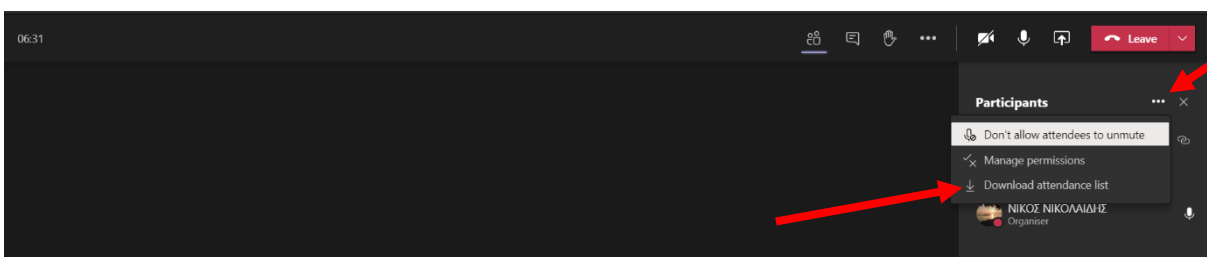 06:31
Leave
Participants
Don't allow attendees to unmute
Manage permissions
Download attendance list
ΝΙΚΟΣ ΝΙΚΟΛΑΙΔΗΣ
Organiser